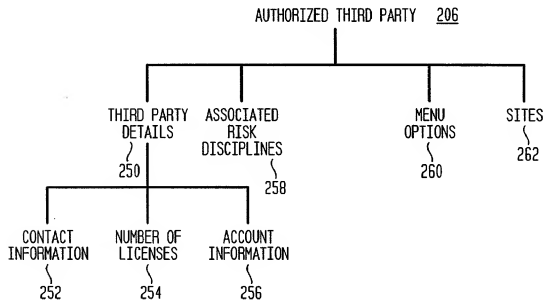 AUTHORIZED THIRD PARTY 206
THIRD PARTY
DETAILS
250
ASSOCIATED
RISK
DISCIPLINES
258
MENU
OPTIONS
260
SITES
262
CONTACT
INFORMATION
252
NUMBER OF
LICENSES
254
ACCOUNT
INFORMATION
256